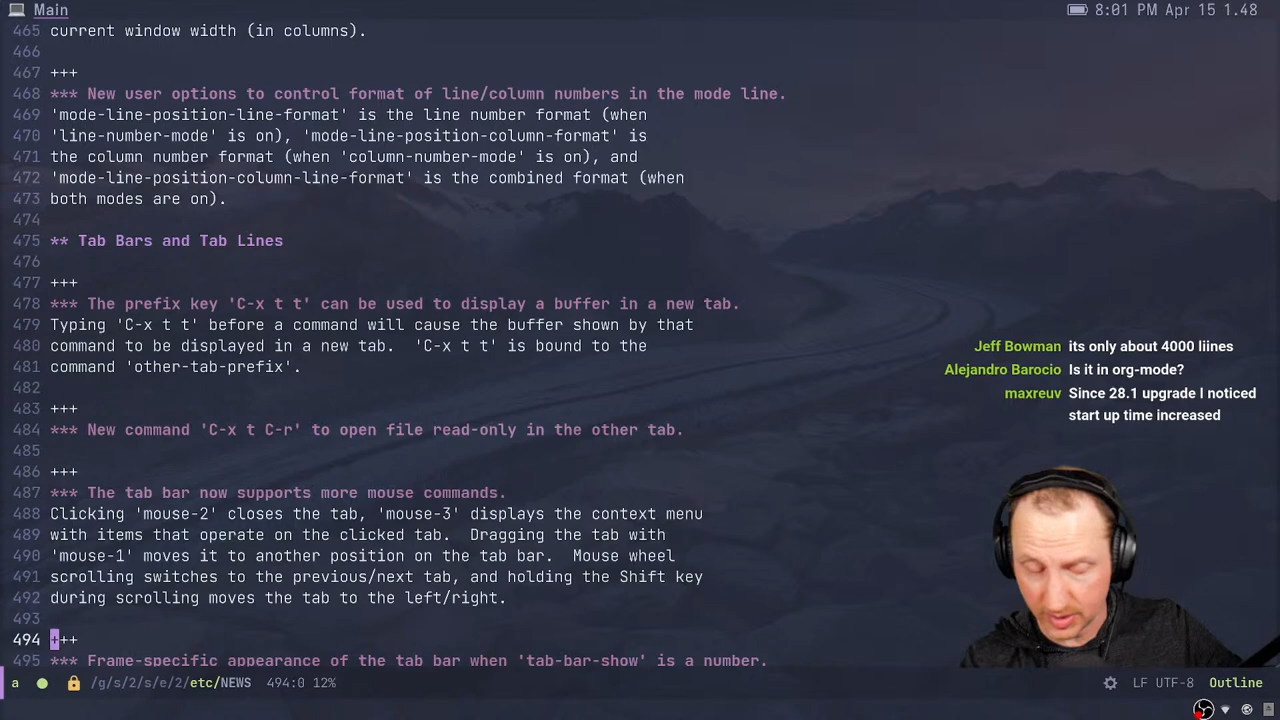 Main
8:01 PM Apr 15 1.48
465 current window width (in columns).
466
467 +++
468 *** New user options to control format of line/column numbers in the mode line.
469 'mode-line-position-line-format' is the line number format (when
470 'line-number-mode' is on), 'mode-line-position-column-format' is
471 the column number format (when 'column-number-mode' is on), and
472 'mode-line-position-column-line-format' is the combined format (when
473 both modes are on).
474
475 ** Tab Bars and Tab Lines
476
477 +++
478 *** The prefix key 'C-x t t' can be used to display a buffer in a new tab.
479 Typing 'C-x t t' before a command will cause the buffer shown by that
480 command to be displayed in a new tab.  'C-x t t' is bound to the
481 command 'other-tab-prefix'.
482
483 +++
484 *** New command 'C-x t C-r' to open file read-only in the other tab.
485
486 +++
487 *** The tab bar now supports more mouse commands.
488 Clicking 'mouse-2' closes the tab, 'mouse-3' displays the context menu
489 with items that operate on the clicked tab.  Dragging the tab with
490 'mouse-1' moves it to another position on the tab bar.  Mouse wheel
491 scrolling switches to the previous/next tab, and holding the Shift key
492 during scrolling moves the tab to the left/right.
493
494 +++
495 *** Frame-specific appearance of the tab bar when 'tab-bar-show' is a number.
Jeff Bowman its only about 4000 liines
Alejandro Barocio Is it in org-mode?
maxreuv Since 28.1 upgrade I noticed
start up time increased
a /g/s/2/s/e/2/etc/NEWS 494:0 12%
LF UTF-8 Outline